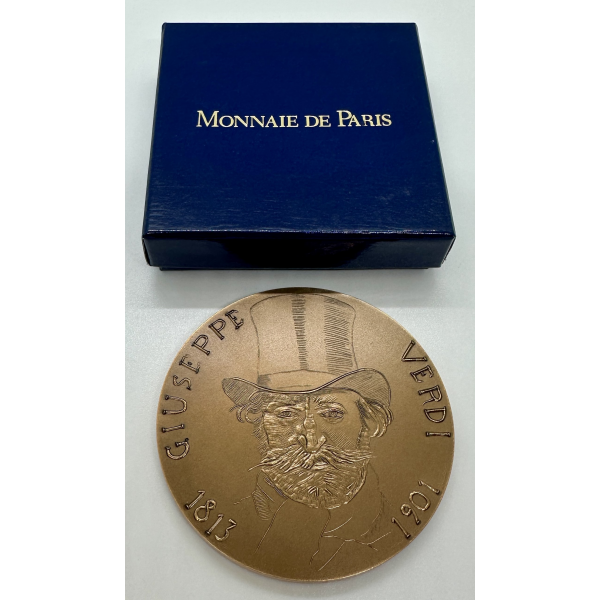 MONNAIE DE PARIS
GIUSEPPE VERDI
1813 1901